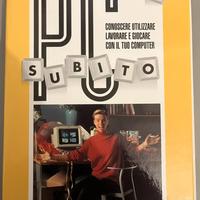 PC
CONOSCERE UTILIZZARE
LAVORARE E GIOCARE
CON IL TUO COMPUTER
SUBITO